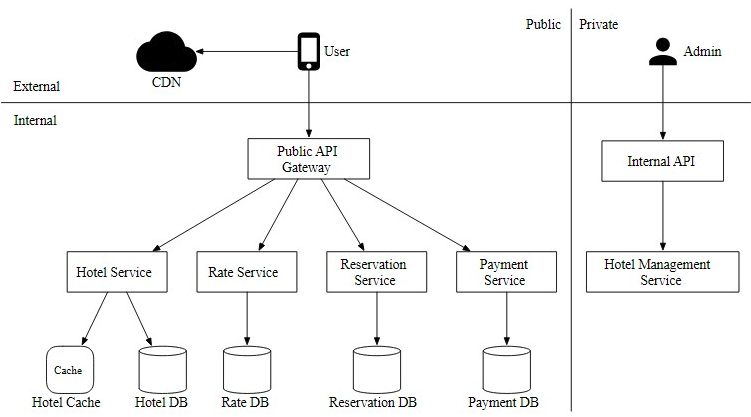 Public
Private
User
Admin
CDN
External
Internal
Public API
Gateway
Internal API
Hotel Service
Rate Service
Reservation
Service
Payment
Service
Hotel Management
Service
Cache
Hotel Cache
Hotel DB
Rate DB
Reservation DB
Payment DB